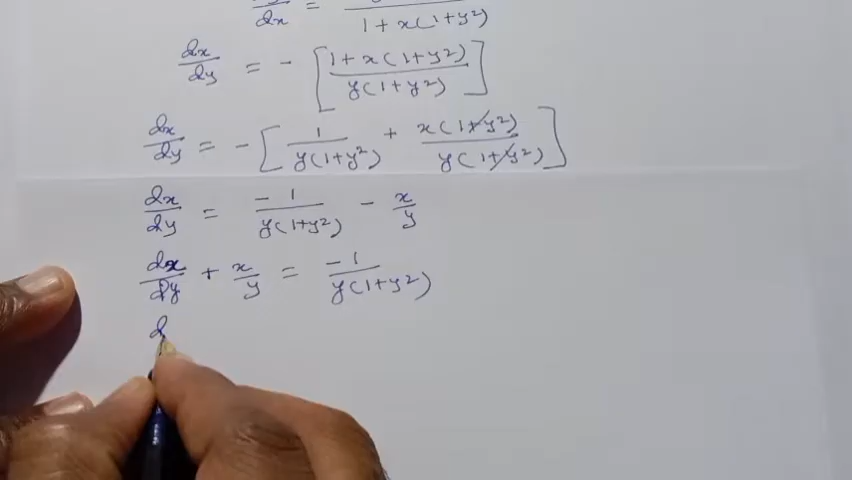 dx = 1 + x(1+y²)
dx/dy = - [ 1 + x(1+y²) / y(1+y²) ]
dx/dy = - [ 1 / y(1+y²) + x(1+y²) / y(1+y²) ]
dx/dy = -1 / y(1+y²) - x/y
dx/dy + x/y = -1 / y(1+y²)
d